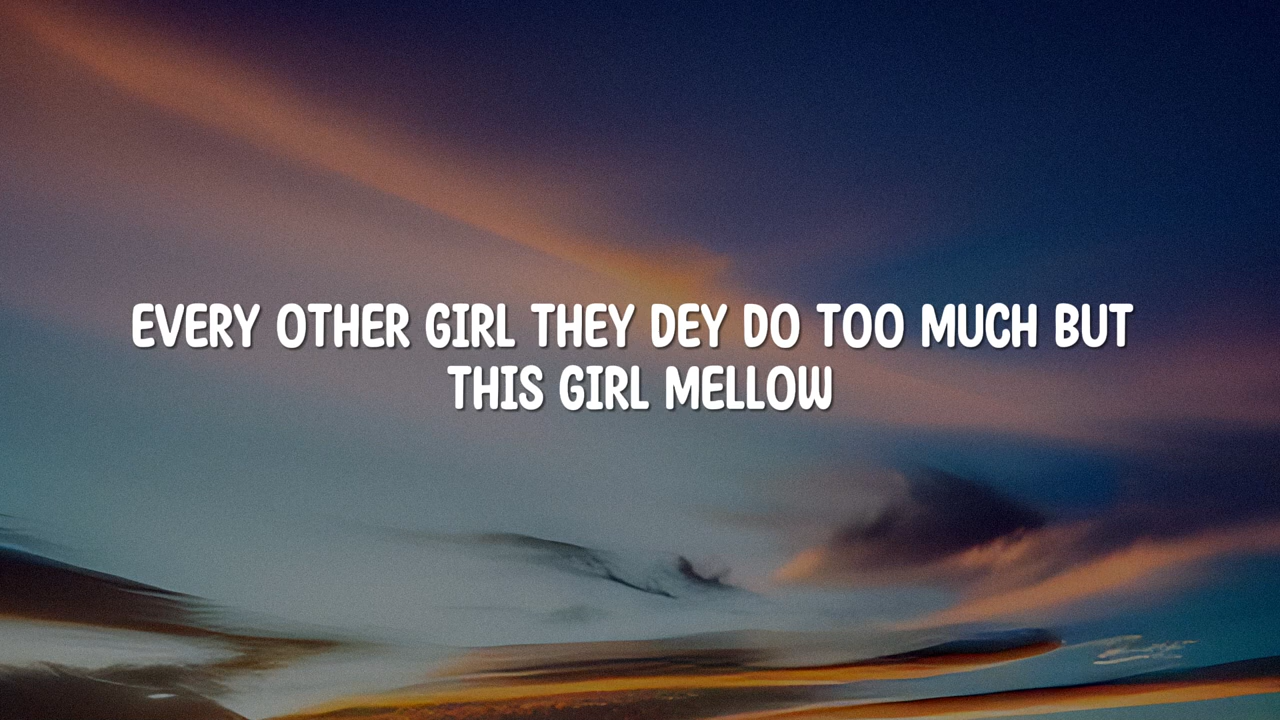 EVERY OTHER GIRL THEY DEY DO TOO MUCH BUT
THIS GIRL MELLOW